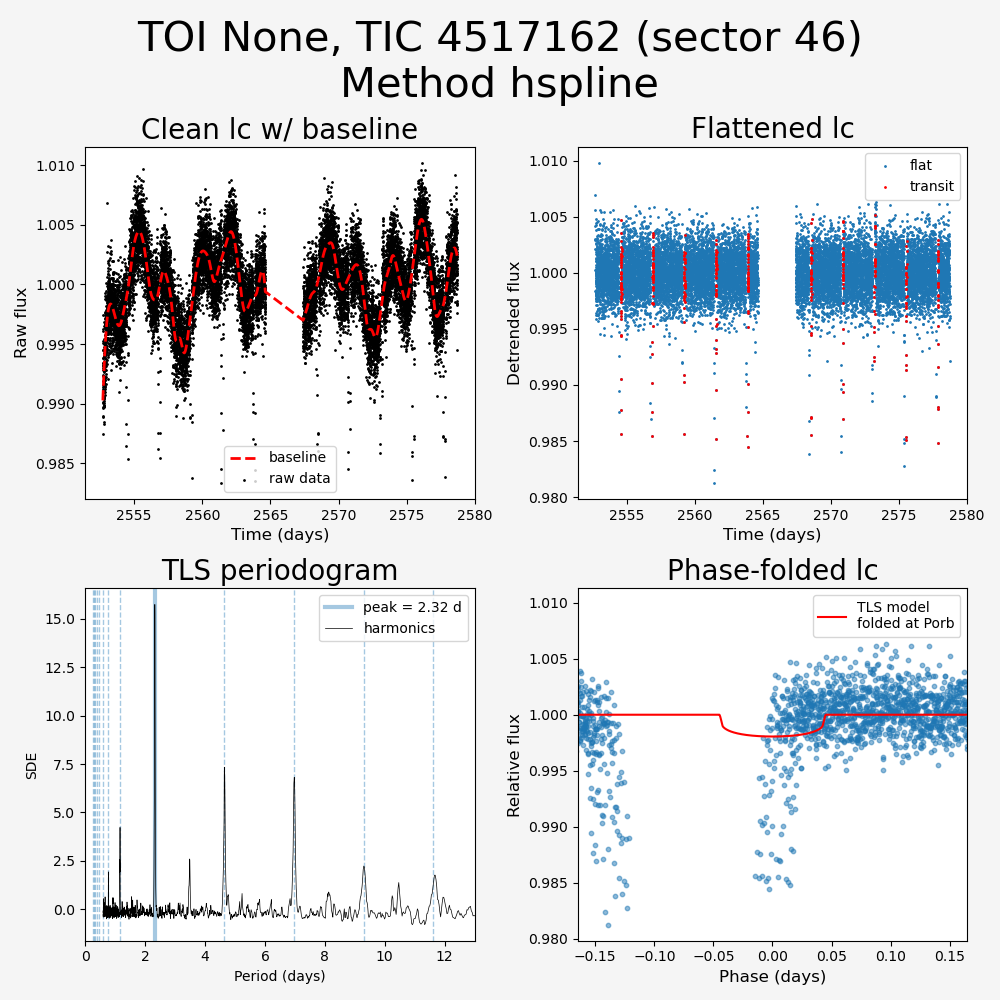 TOI None, TIC 4517162 (sector 46)
Method hspline
Clean lc w/ baseline
Raw flux
1.010
1.005
1.000
0.995
0.990
0.985
baseline
raw data
2555
2560
2565
2570
2575
2580
Time (days)
Flattened lc
Detrended flux
1.010
1.005
1.000
0.995
0.990
0.985
0.980
flat
transit
2555
2560
2565
2570
2575
2580
Time (days)
TLS periodogram
SDE
15.0
12.5
10.0
7.5
5.0
2.5
0.0
peak = 2.32 d
harmonics
0
2
4
6
8
10
12
Period (days)
Phase-folded lc
Relative flux
1.010
1.005
1.000
0.995
0.990
0.985
0.980
TLS model
folded at Porb
−0.15
−0.10
−0.05
0.00
0.05
0.10
0.15
Phase (days)